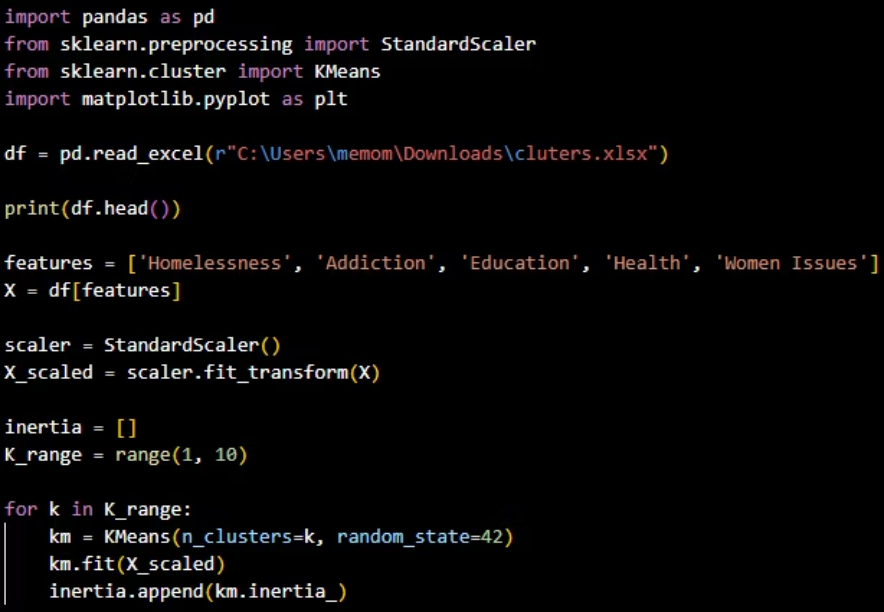 import pandas as pd
from sklearn.preprocessing import StandardScaler
from sklearn.cluster import KMeans
import matplotlib.pyplot as plt
df = pd.read_excel(r"C:\Users\memom\Downloads\cluters.xlsx")
print(df.head())
features = ['Homelessness', 'Addiction', 'Education', 'Health', 'Women Issues']
X = df[features]
scaler = StandardScaler()
X_scaled = scaler.fit_transform(X)
inertia = []
K_range = range(1, 10)
for k in K_range:
    km = KMeans(n_clusters=k, random_state=42)
    km.fit(X_scaled)
    inertia.append(km.inertia_)